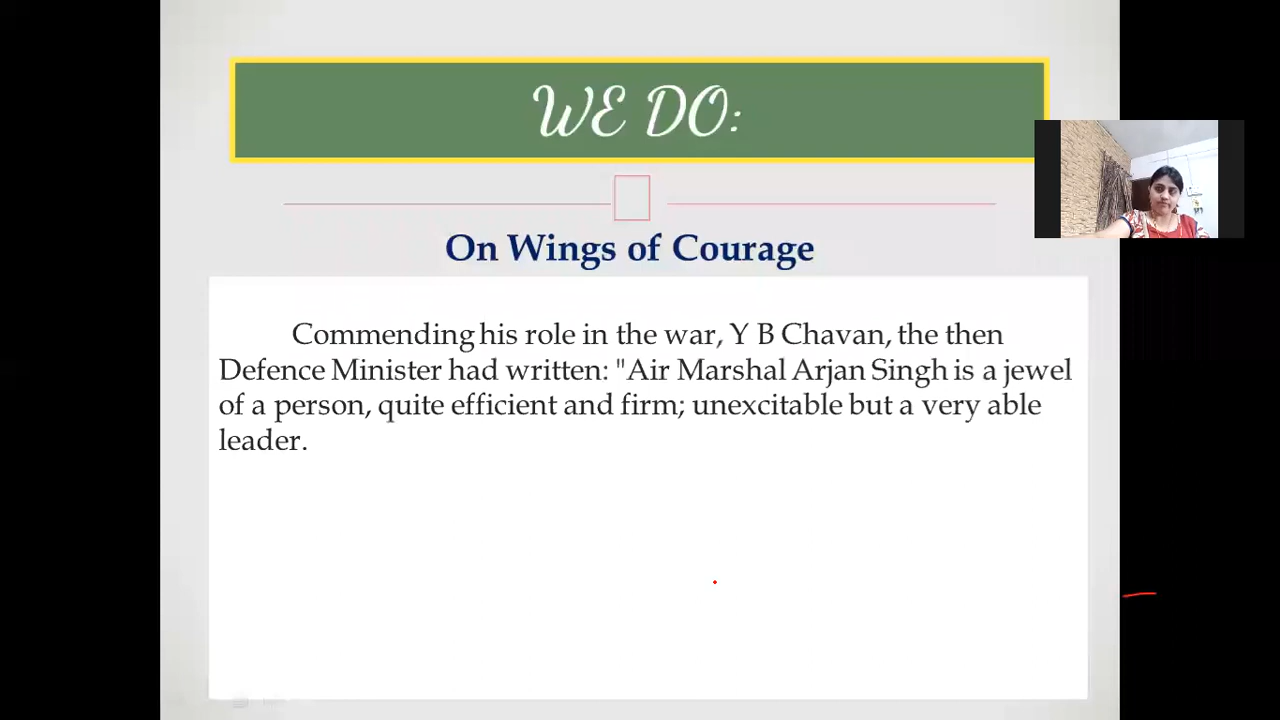 WE DO:
On Wings of Courage
Commending his role in the war, Y B Chavan, the then
Defence Minister had written: "Air Marshal Arjan Singh is a jewel
of a person, quite efficient and firm; unexcitable but a very able
leader.